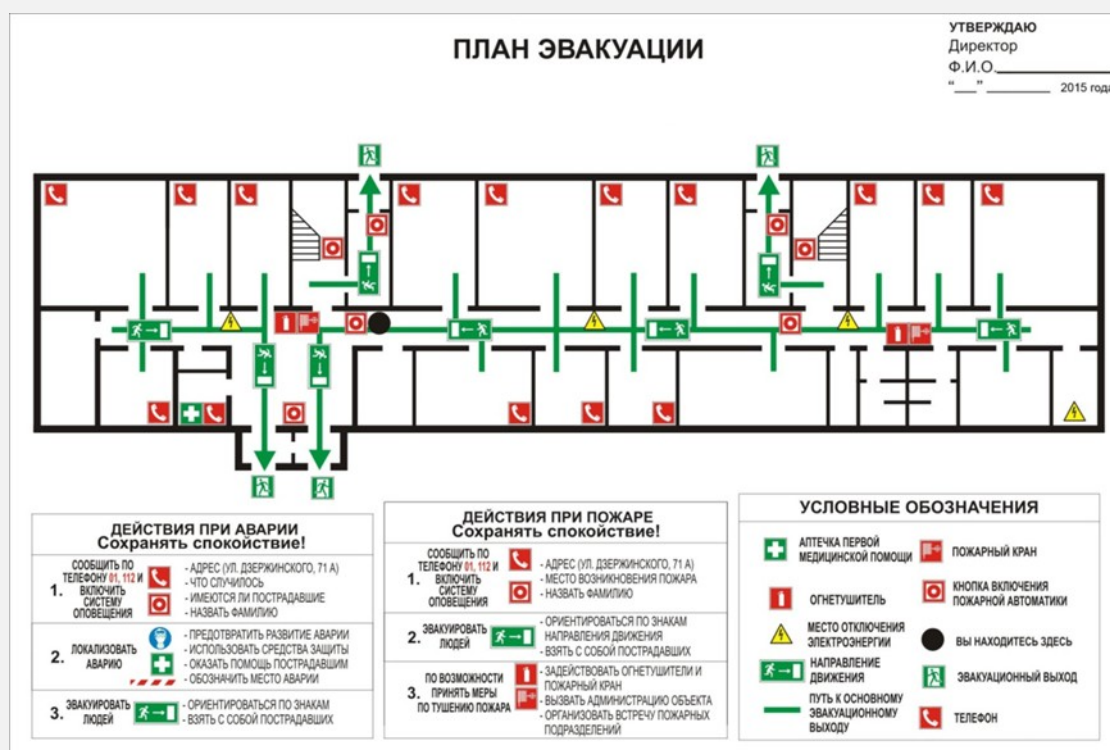 УТВЕРЖДАЮ
Директор
Ф.И.О.
"___" ________ 2015 года
ПЛАН ЭВАКУАЦИИ
ДЕЙСТВИЯ ПРИ АВАРИИ
Сохранять спокойствие!
1.
СООБЩИТЬ ПО
ТЕЛЕФОНУ 01, 112 И
ВКЛЮЧИТЬ
СИСТЕМУ
ОПОВЕЩЕНИЯ
- АДРЕС (УЛ. ДЗЕРЖИНСКОГО, 71 А)
- ЧТО СЛУЧИЛОСЬ
- ИМЕЮТСЯ ЛИ ПОСТРАДАВШИЕ
- НАЗВАТЬ ФАМИЛИЮ
2.
ЛОКАЛИЗОВАТЬ
АВАРИЮ
- ПРЕДОТВРАТИТЬ РАЗВИТИЕ АВАРИИ
- ИСПОЛЬЗОВАТЬ СРЕДСТВА ЗАЩИТЫ
- ОКАЗАТЬ ПОМОЩЬ ПОСТРАДАВШИМ
- ОБОЗНАЧИТЬ МЕСТО АВАРИИ
3.
ЭВАКУИРОВАТЬ
ЛЮДЕЙ
- ОРИЕНТИРОВАТЬСЯ ПО ЗНАКАМ
- ВЗЯТЬ С СОБОЙ ПОСТРАДАВШИХ
ДЕЙСТВИЯ ПРИ ПОЖАРЕ
Сохранять спокойствие!
1.
СООБЩИТЬ ПО
ТЕЛЕФОНУ 01, 112 И
ВКЛЮЧИТЬ
СИСТЕМУ
ОПОВЕЩЕНИЯ
- АДРЕС (УЛ. ДЗЕРЖИНСКОГО, 71 А)
- МЕСТО ВОЗНИКНОВЕНИЯ ПОЖАРА
- НАЗВАТЬ ФАМИЛИЮ
2.
ЭВАКУИРОВАТЬ
ЛЮДЕЙ
- ОРИЕНТИРОВАТЬСЯ ПО ЗНАКАМ
НАПРАВЛЕНИЯ ДВИЖЕНИЯ
- ВЗЯТЬ С СОБОЙ ПОСТРАДАВШИХ
3.
ПО ВОЗМОЖНОСТИ
ПРИНЯТЬ МЕРЫ
ПО ТУШЕНИЮ ПОЖАРА
- ЗАДЕЙСТВОВАТЬ ОГНЕТУШИТЕЛИ И
ПОЖАРНЫЙ КРАН
- ВЫЗВАТЬ АДМИНИСТРАЦИЮ ОБЪЕКТА
- ОРГАНИЗОВАТЬ ВСТРЕЧУ ПОЖАРНЫХ
ПОДРАЗДЕЛЕНИЙ
УСЛОВНЫЕ ОБОЗНАЧЕНИЯ
АПТЕЧКА ПЕРВОЙ
МЕДИЦИНСКОЙ ПОМОЩИ
ОГНЕТУШИТЕЛЬ
МЕСТО ОТКЛЮЧЕНИЯ
ЭЛЕКТРОЭНЕРГИИ
НАПРАВЛЕНИЕ
ДВИЖЕНИЯ
ПУТЬ К ОСНОВНОМУ
ЭВАКУАЦИОННОМУ
ВЫХОДУ
ПОЖАРНЫЙ КРАН
КНОПКА ВКЛЮЧЕНИЯ
ПОЖАРНОЙ АВТОМАТИКИ
ВЫ НАХОДИТЕСЬ ЗДЕСЬ
ЭВАКУАЦИОННЫЙ ВЫХОД
ТЕЛЕФОН